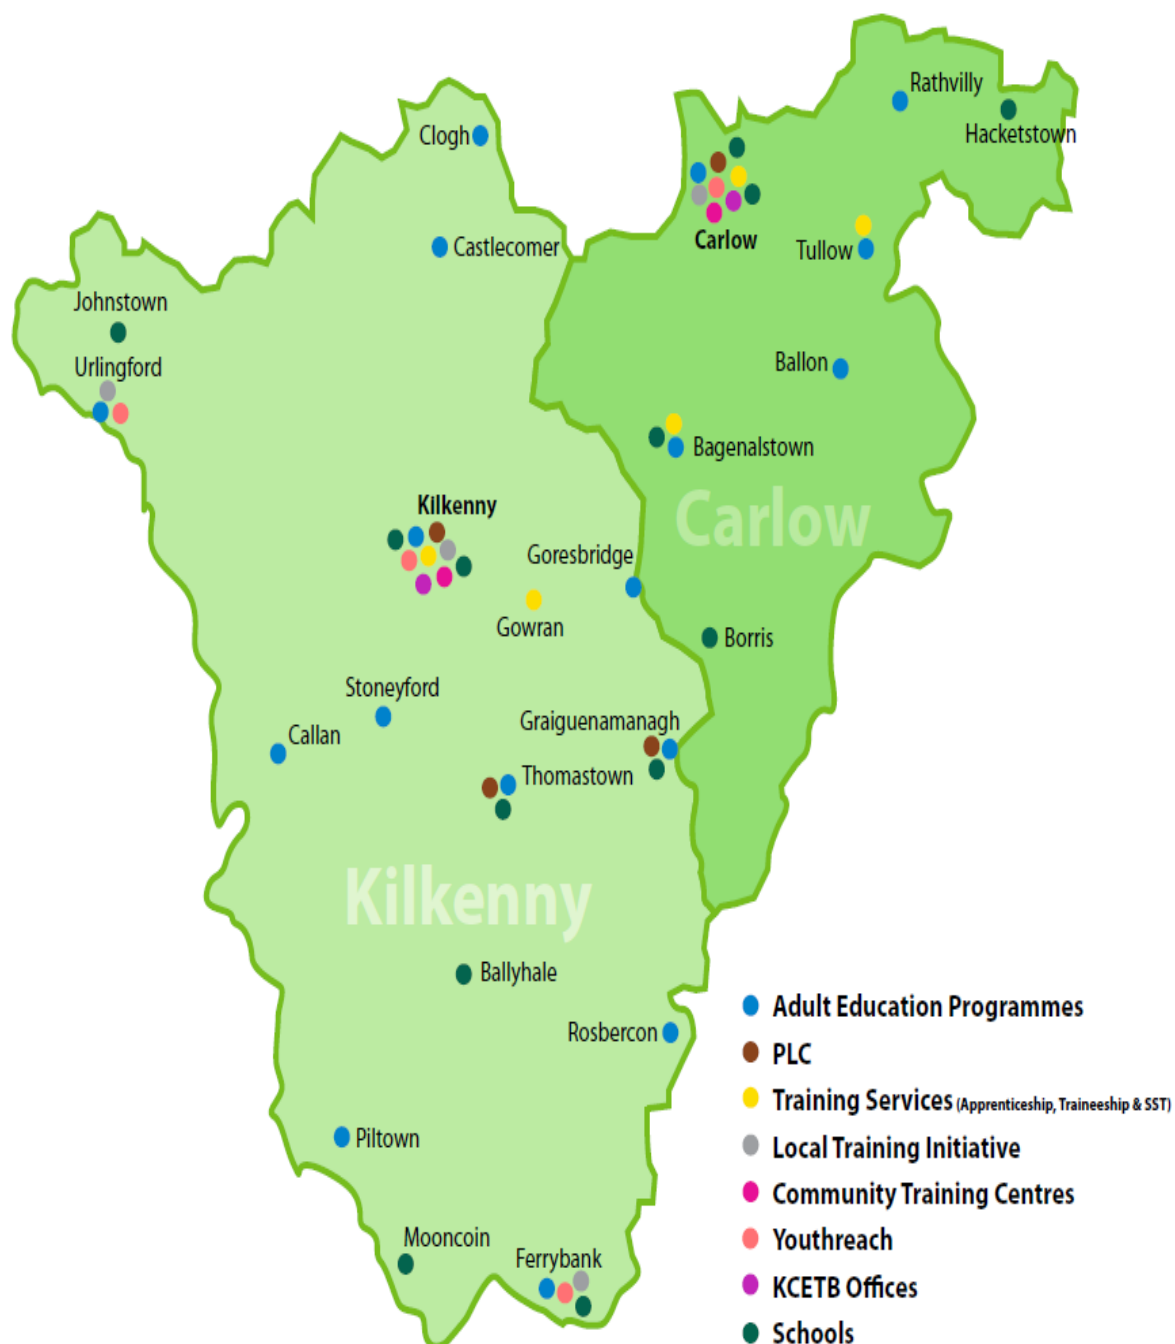 Rathvilly
Clogh
Hacketstown
Carlow
Castlecomer
Tullow
Johnstown
Urlingford
Ballon
Bagenalstown
Kilkenny
Carlow
Goresbridge
Gowran
Borris
Stoneyford
Graiguenamanagh
Callan
Thomastown
Kilkenny
Ballyhale
Rosbercon
Piltown
Mooncoin
Ferrybank
Adult Education Programmes
PLC
Training Services (Apprenticeship, Traineeship & SST)
Local Training Initiative
Community Training Centres
Youthreach
KCETB Offices
Schools